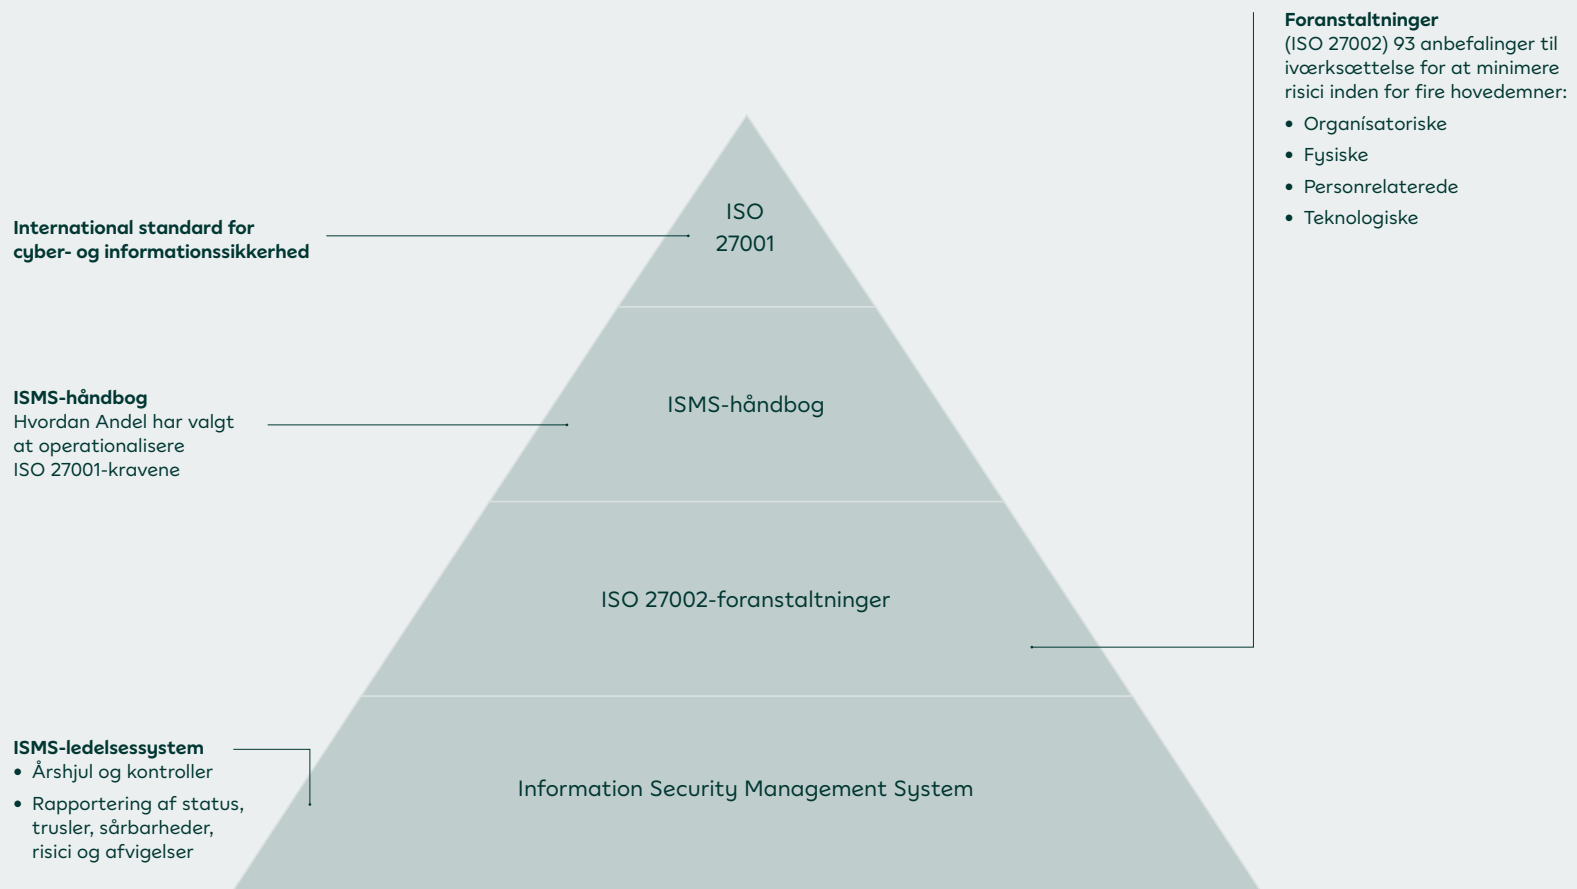 Foranstaltninger
(ISO 27002) 93 anbefalinger til
iværksættelse for at minimere
risici inden for fire hovedemner:
• Organísatoriske
• Fysiske
• Personrelaterede
• Teknologiske
International standard for
cyber- og informationssikkerhed
ISO
27001
ISMS-håndbog
Hvordan Andel har valgt
at operationalisere
ISO 27001-kravene
ISMS-håndbog
ISO 27002-foranstaltninger
ISMS-ledelsessystem
• Årshjul og kontroller
• Rapportering af status,
trusler, sårbarheder,
risici og afvigelser
Information Security Management System